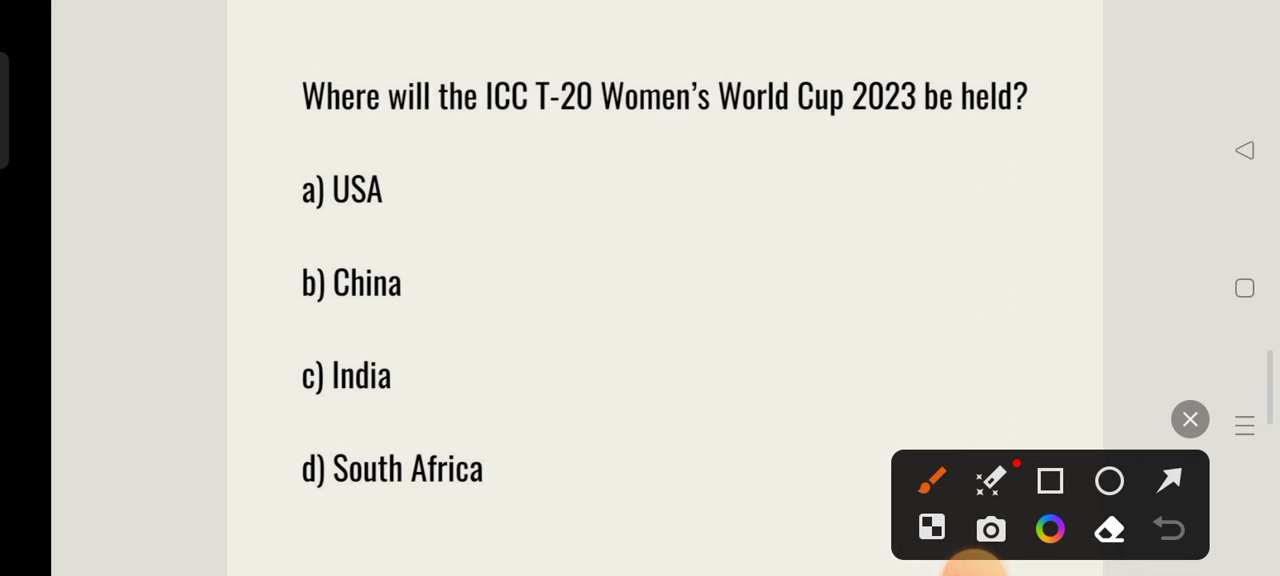 Where will the ICC T-20 Women’s World Cup 2023 be held?
a) USA
b) China
c) India
d) South Africa